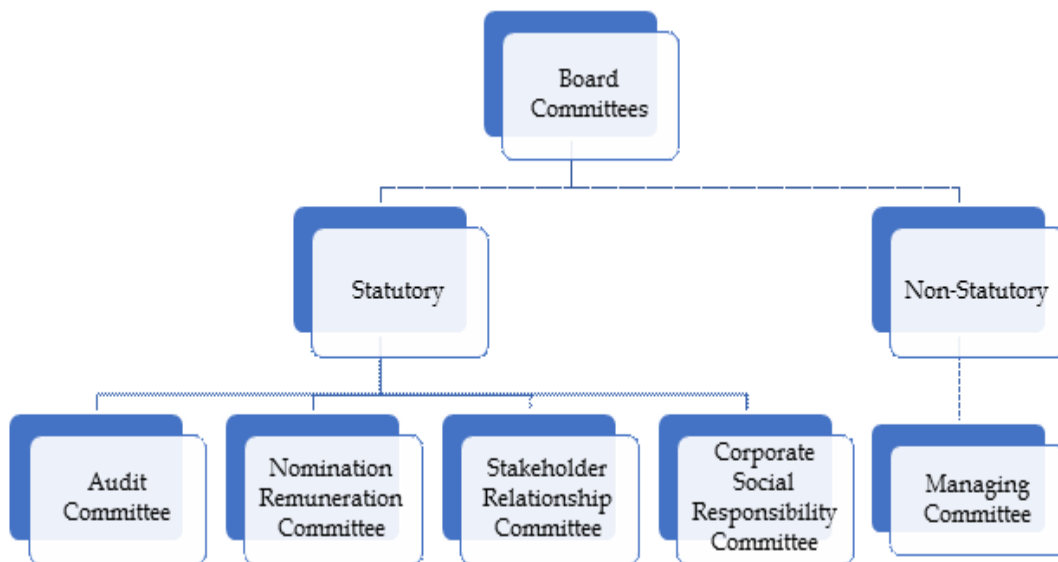 Board
Committees
Statutory
Non-Statutory
Audit
Committee
Nomination
Remuneration
Committee
Stakeholder
Relationship
Committee
Corporate
Social
Responsibility
Committee
Managing
Committee